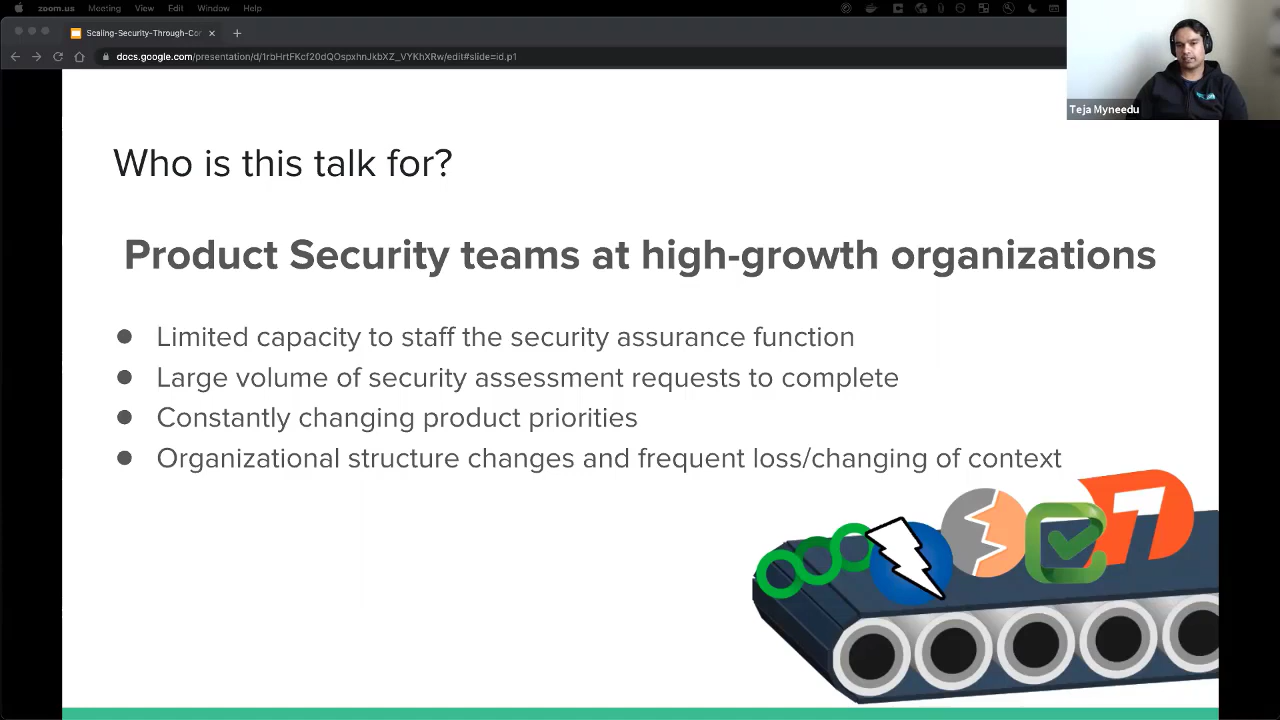 zoom.us Meeting View Edit Window Help
Scaling-Security-Through-Cor
docs.google.com/presentation/d/1rbHrtFKcf20dQOspxhnJkbXZ_VYKhXRw/edit#slide=id.p1
Teja Myneedu
Who is this talk for?
Product Security teams at high-growth organizations
● Limited capacity to staff the security assurance function
● Large volume of security assessment requests to complete
● Constantly changing product priorities
● Organizational structure changes and frequent loss/changing of context